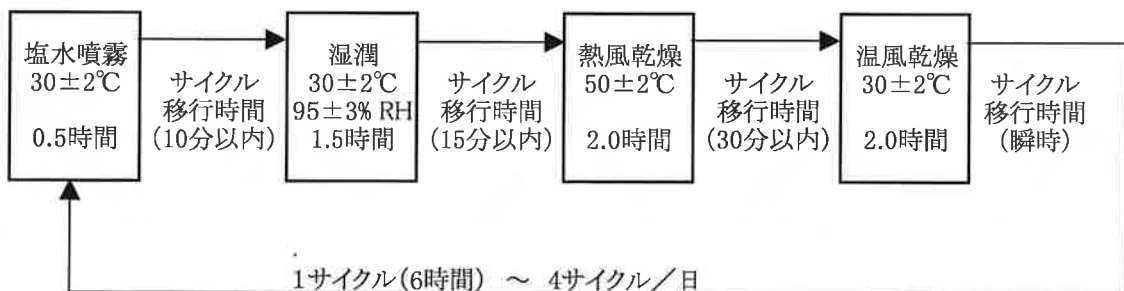 塩水噴霧
30±2℃
0.5時間
サイクル
移行時間
(10分以内)
湿潤
30±2℃
95±3% RH
1.5時間
サイクル
移行時間
(15分以内)
熱風乾燥
50±2℃
2.0時間
サイクル
移行時間
(30分以内)
温風乾燥
30±2℃
2.0時間
サイクル
移行時間
(瞬時)
1サイクル(6時間) ～ 4サイクル／日